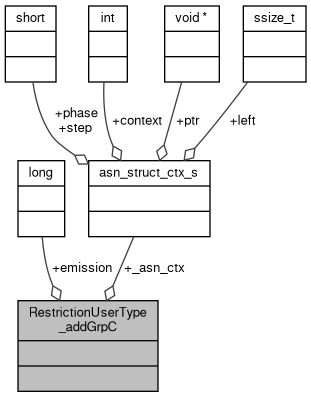 short
int
void *
ssize_t
+phase
+step
+context
+ptr
+left
long
asn_struct_ctx_s
+emission
+_asn_ctx
RestrictionUserType
_addGrpC